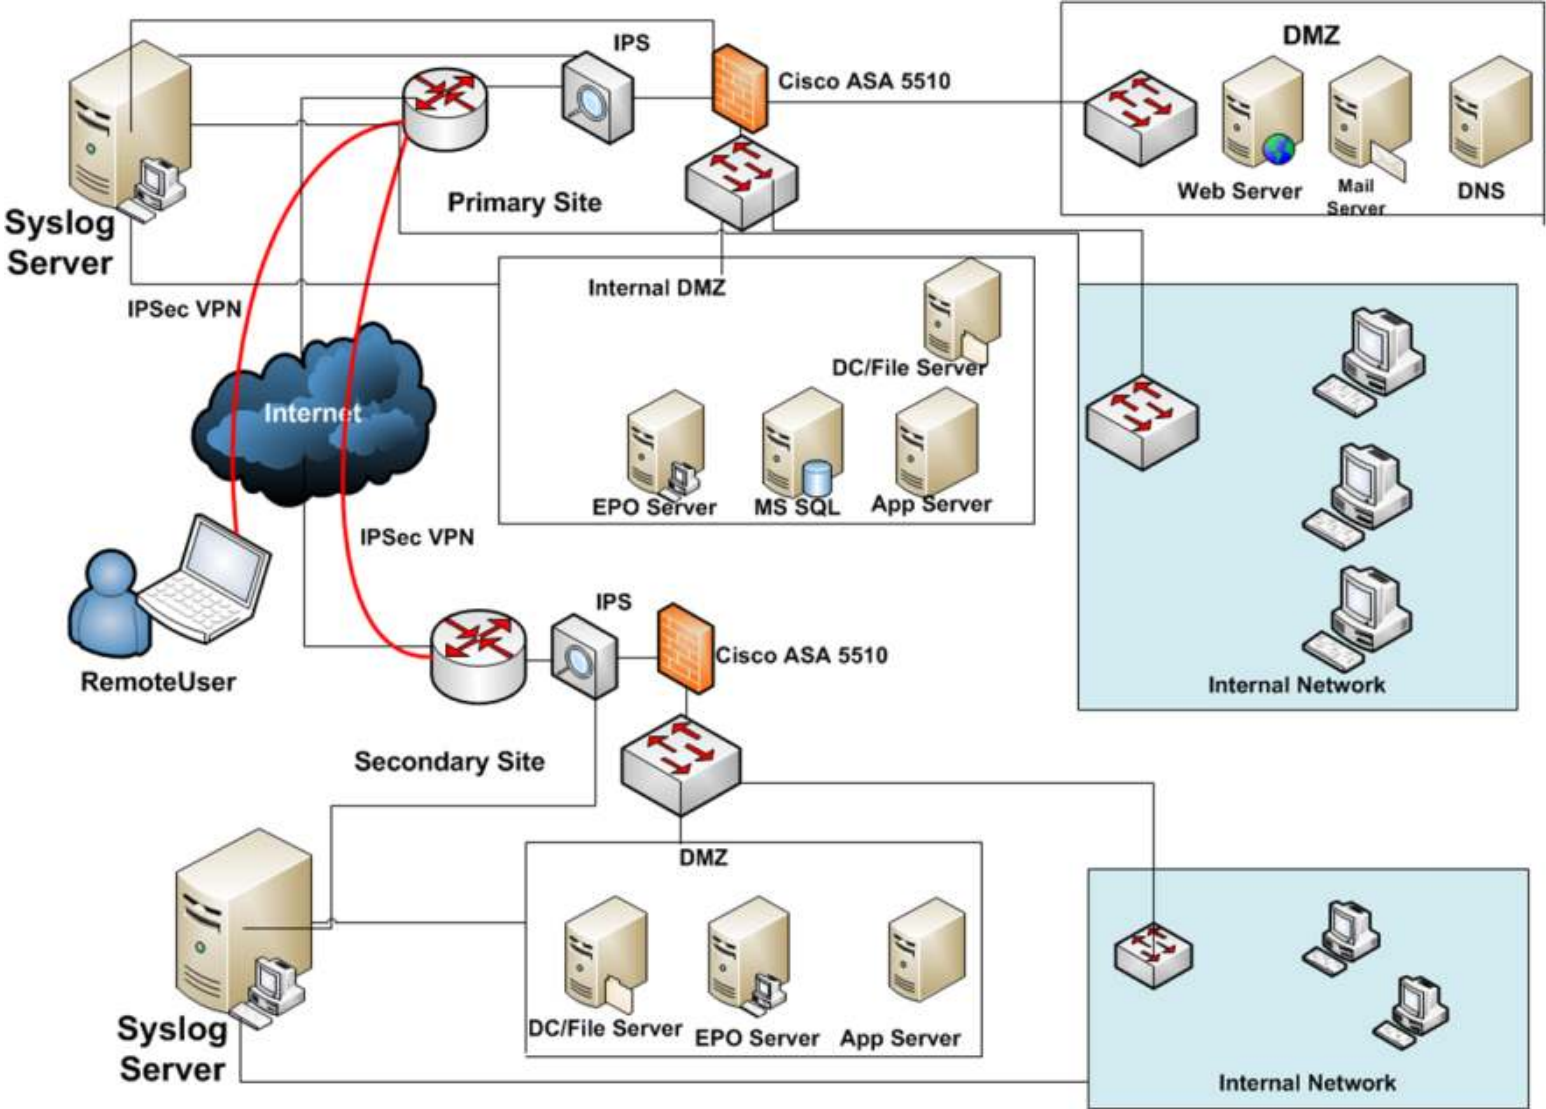 IPS
DMZ
Cisco ASA 5510
Web Server
Mail
Server
DNS
Primary Site
Syslog
Server
Internal DMZ
IPSec VPN
DC/File Server
Internet
EPO Server
MS SQL
App Server
IPSec VPN
IPS
Cisco ASA 5510
RemoteUser
Internal Network
Secondary Site
DMZ
Syslog
Server
DC/File Server
EPO Server
App Server
Internal Network